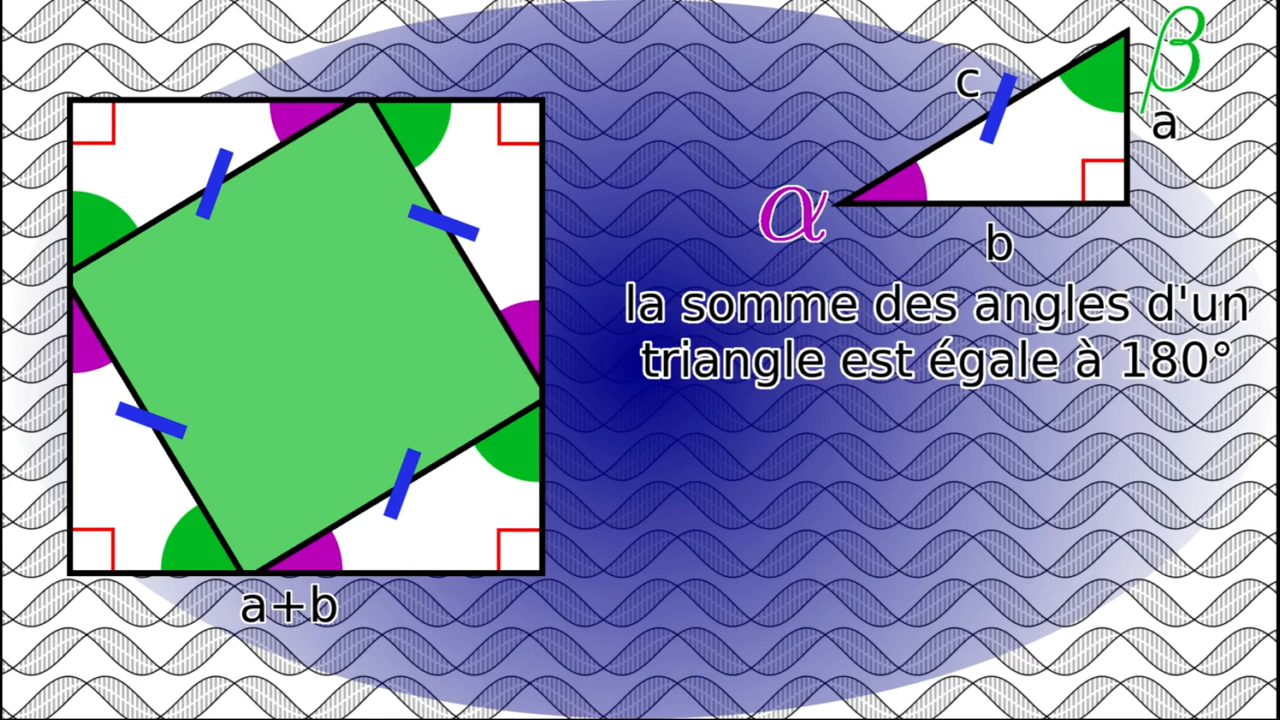 β
c
a
α
b
la somme des angles d'un
triangle est égale à 180°
a+b